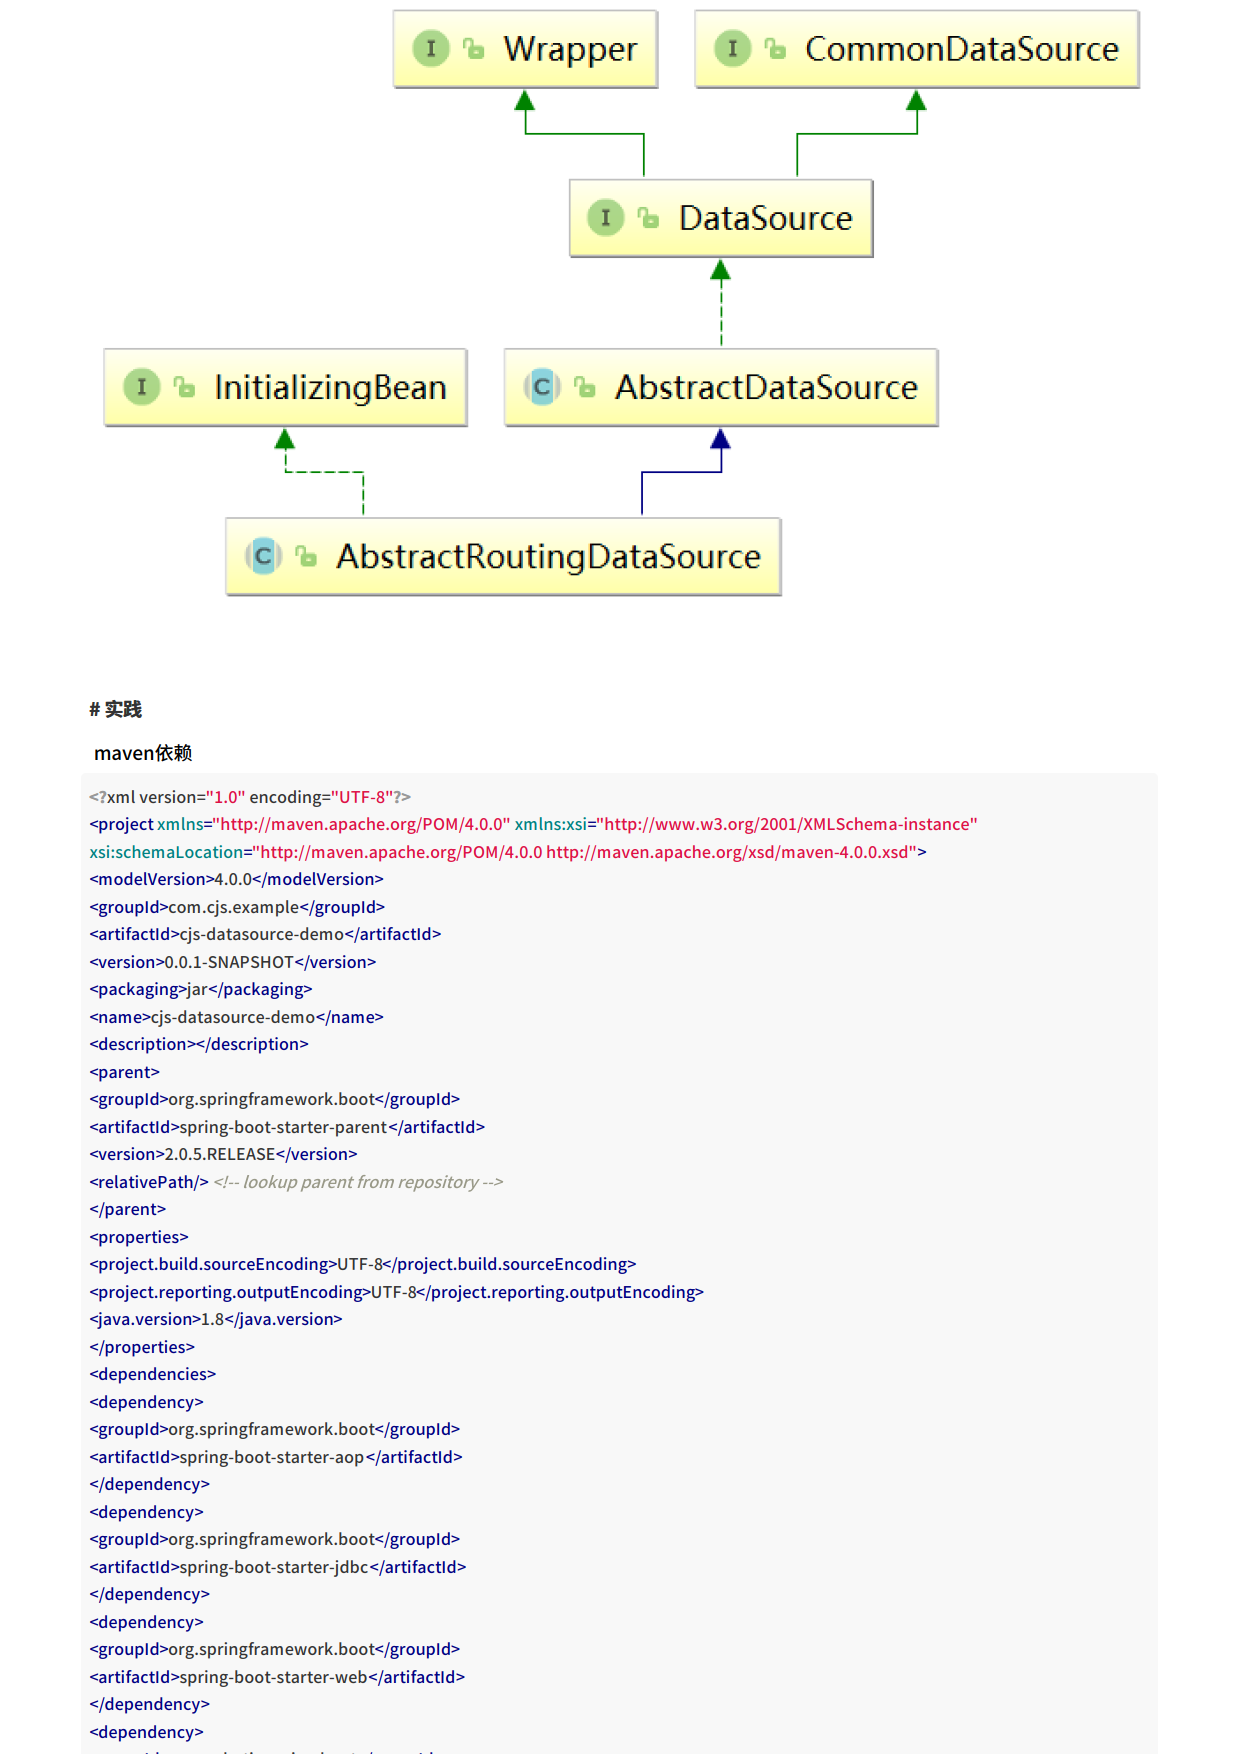 Wrapper
CommonDataSource
DataSource
InitializingBean
AbstractDataSource
AbstractRoutingDataSource
# 实践
maven依赖
<?xml version="1.0" encoding="UTF-8"?>
<project xmlns="http://maven.apache.org/POM/4.0.0" xmlns:xsi="http://www.w3.org/2001/XMLSchema-instance"
xsi:schemaLocation="http://maven.apache.org/POM/4.0.0 http://maven.apache.org/xsd/maven-4.0.0.xsd">
<modelVersion>4.0.0</modelVersion>
<groupId>com.cjs.example</groupId>
<artifactId>cjs-datasource-demo</artifactId>
<version>0.0.1-SNAPSHOT</version>
<packaging>jar</packaging>
<name>cjs-datasource-demo</name>
<description></description>
<parent>
<groupId>org.springframework.boot</groupId>
<artifactId>spring-boot-starter-parent</artifactId>
<version>2.0.5.RELEASE</version>
<relativePath/> <!-- lookup parent from repository -->
</parent>
<properties>
<project.build.sourceEncoding>UTF-8</project.build.sourceEncoding>
<project.reporting.outputEncoding>UTF-8</project.reporting.outputEncoding>
<java.version>1.8</java.version>
</properties>
<dependencies>
<dependency>
<groupId>org.springframework.boot</groupId>
<artifactId>spring-boot-starter-aop</artifactId>
</dependency>
<dependency>
<groupId>org.springframework.boot</groupId>
<artifactId>spring-boot-starter-jdbc</artifactId>
</dependency>
<dependency>
<groupId>org.springframework.boot</groupId>
<artifactId>spring-boot-starter-web</artifactId>
</dependency>
<dependency>